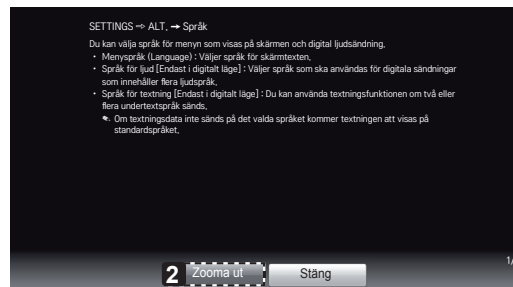 SETTINGS ⇨ ALT. ➙ Språk
Du kan välja språk för menyn som visas på skärmen och digital ljudsändning.
• Menyspråk (Language) : Väljer språk för skärmtexten.
• Språk för ljud [Endast i digitalt läge] : Väljer språk som ska användas för digitala sändningar
som innehåller flera ljudspråk.
• Språk för textning [Endast i digitalt läge] : Du kan använda textningsfunktionen om två eller
flera undertextspråk sänds.
Om textningsdata inte sänds på det valda språket kommer textningen att visas på
standardspråket.
1/
2 Zooma ut Stäng